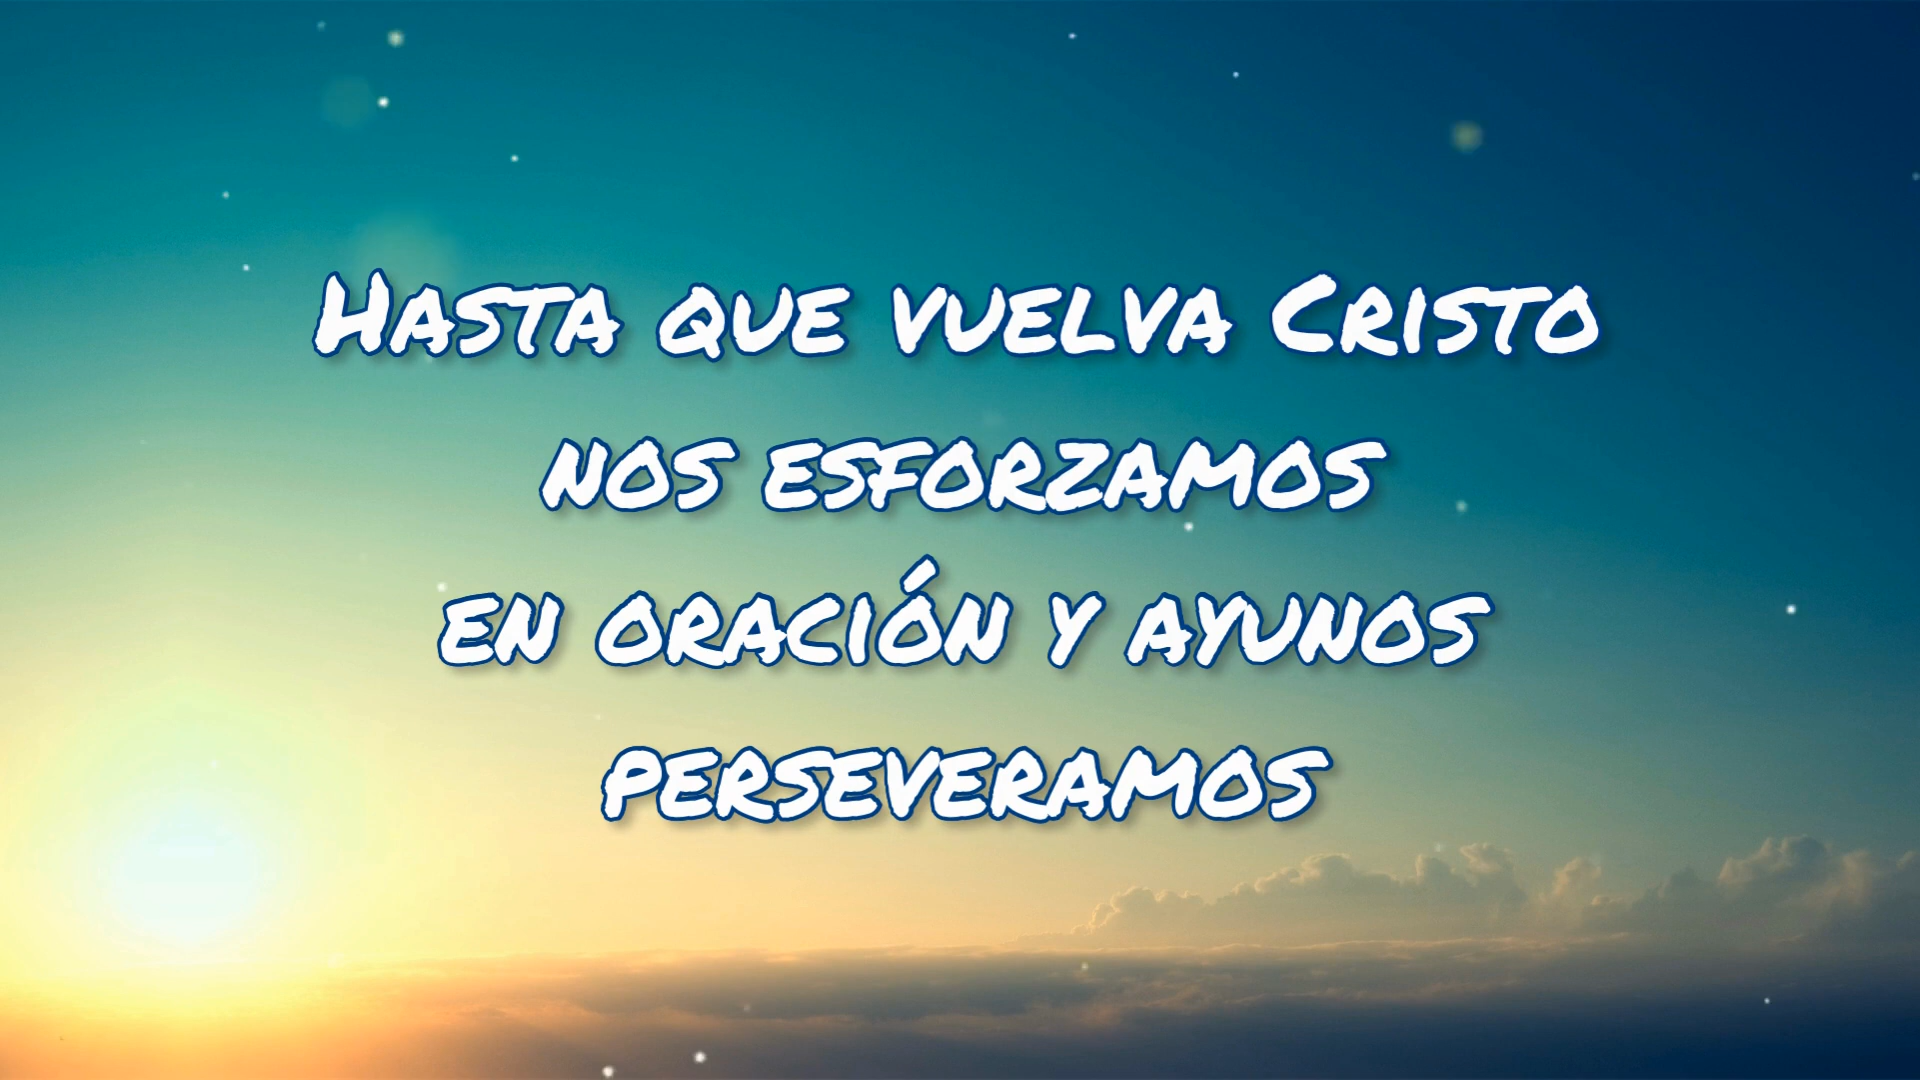 Hasta que vuelva Cristo
nos esforzamos
en oración y ayunos
perseveramos